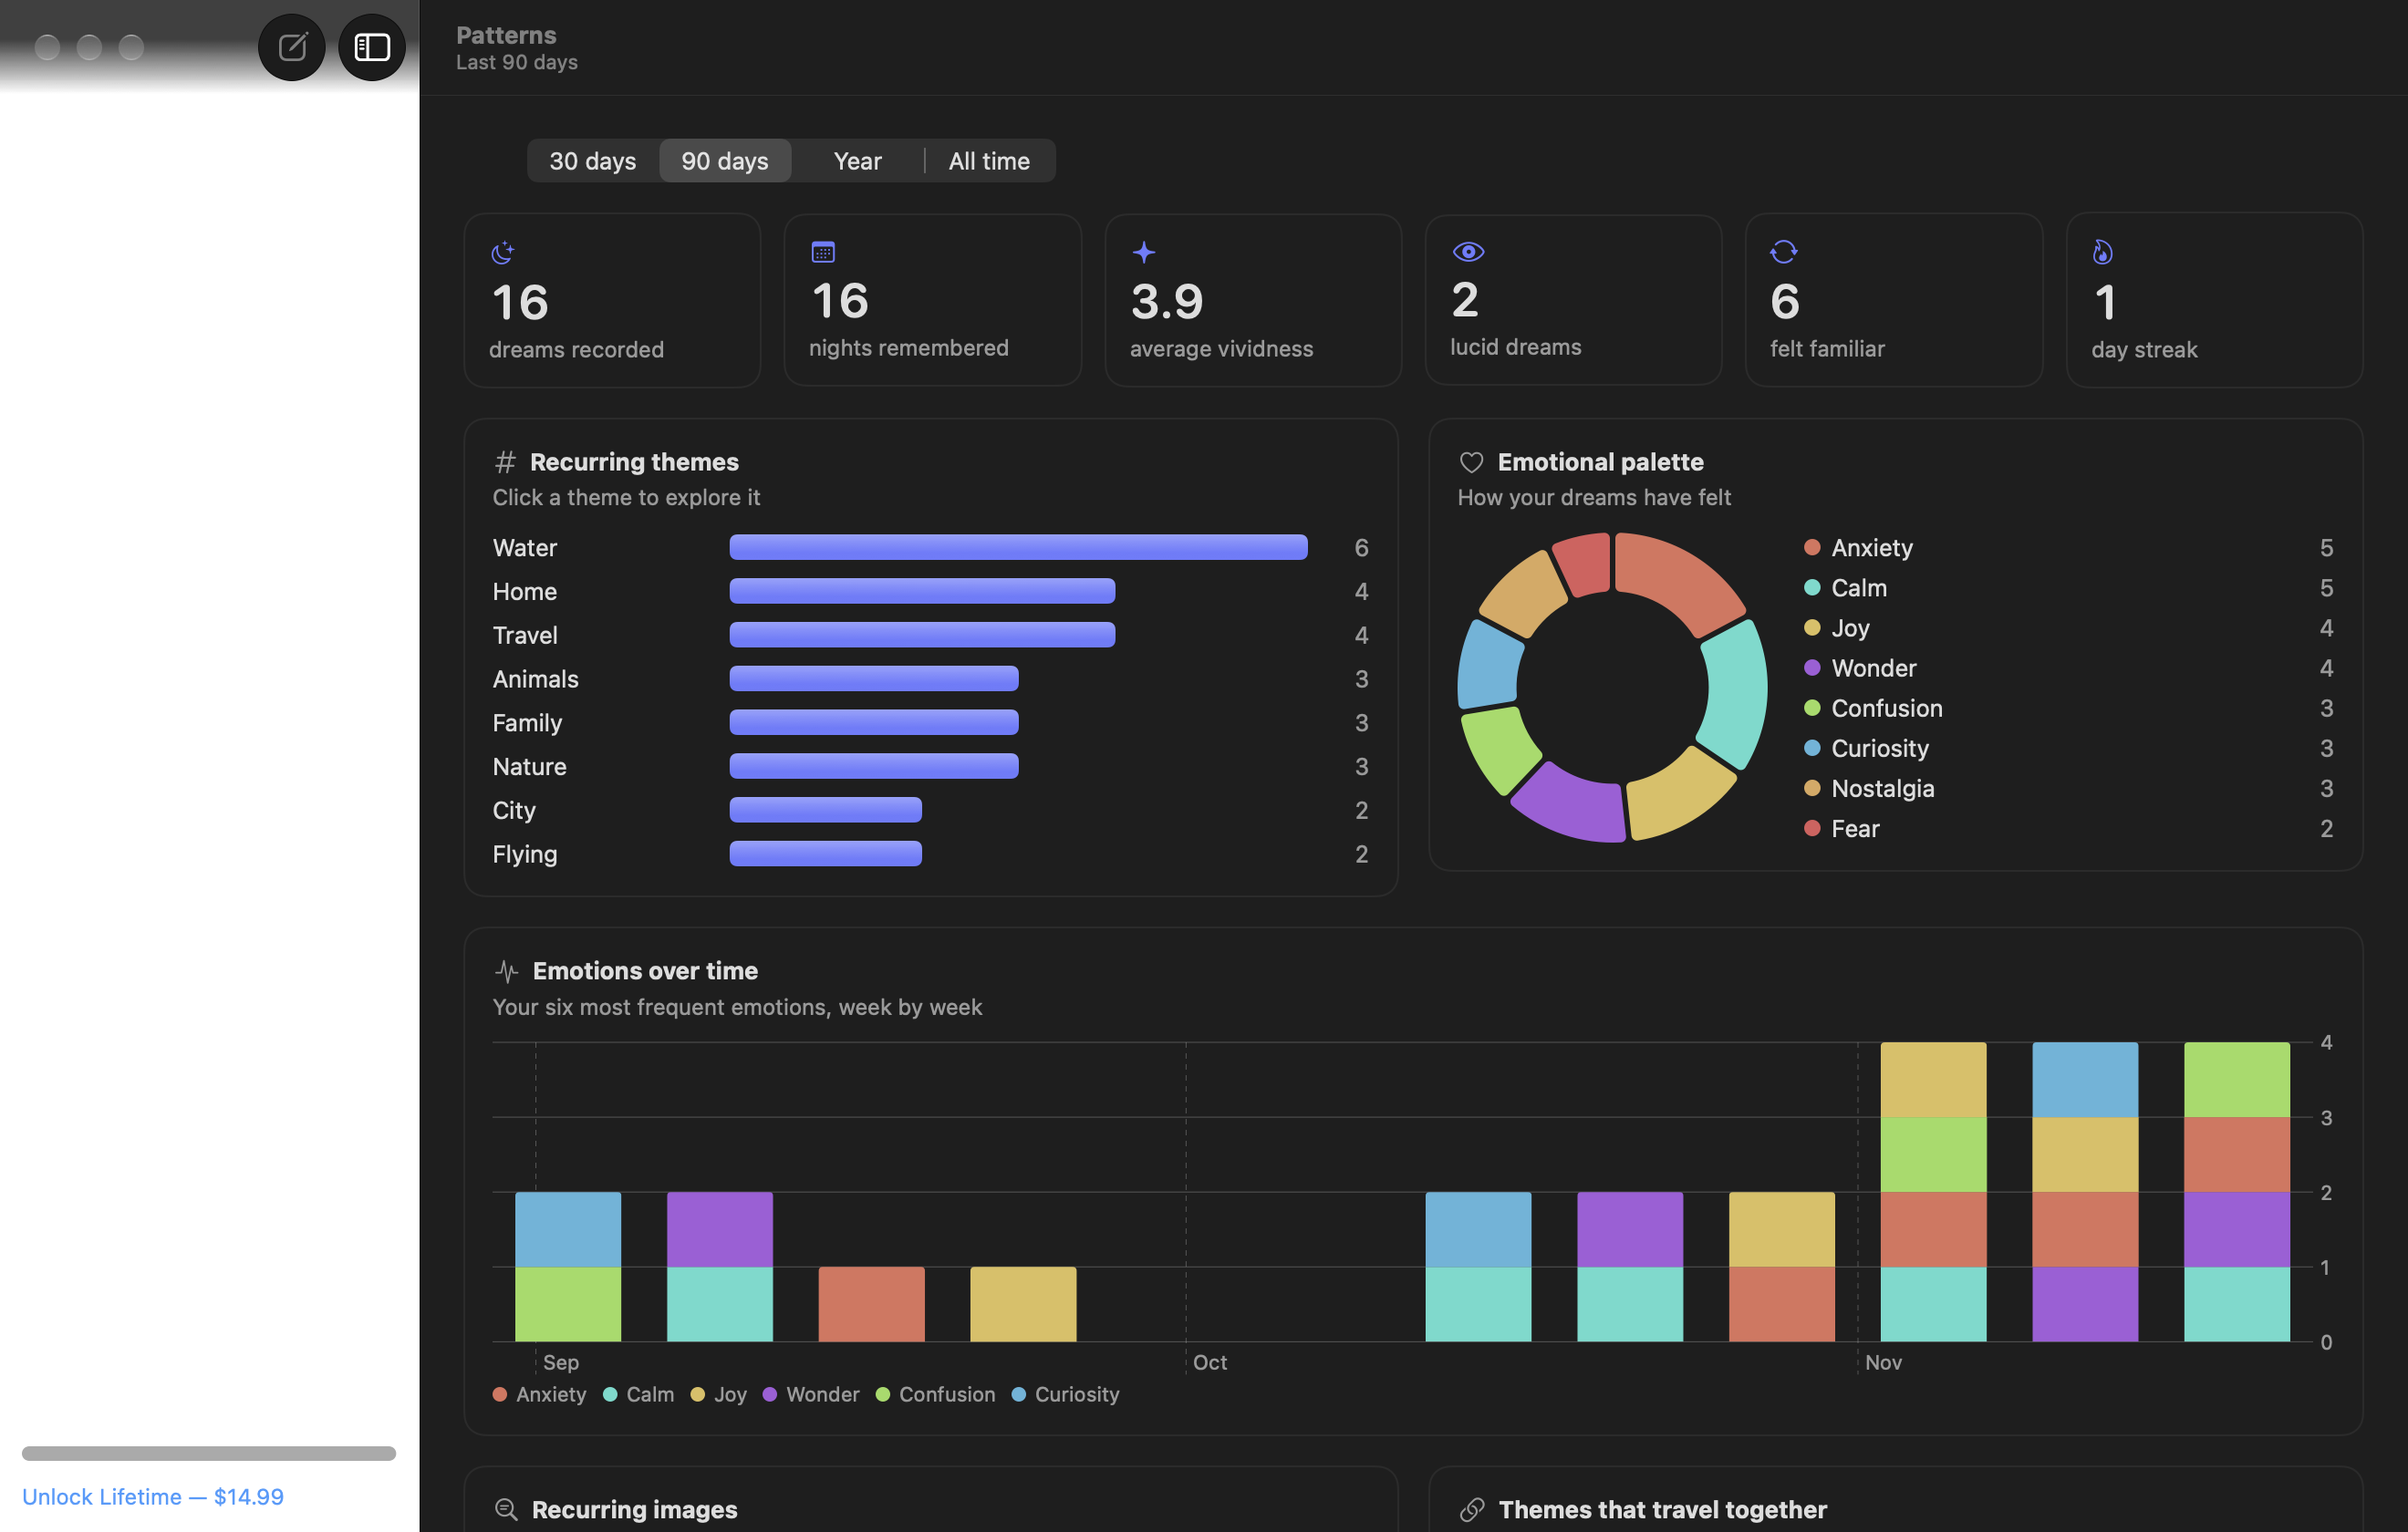 Patterns
Last 90 days
30 days 90 days Year All time
16
dreams recorded
16
nights remembered
3.9
average vividness
2
lucid dreams
6
felt familiar
1
day streak
Recurring themes
Click a theme to explore it
Water 6
Home 4
Travel 4
Animals 3
Family 3
Nature 3
City 2
Flying 2
Emotional palette
How your dreams have felt
Anxiety 5
Calm 5
Joy 4
Wonder 4
Confusion 3
Curiosity 3
Nostalgia 3
Fear 2
Emotions over time
Your six most frequent emotions, week by week
4
3
2
1
0
Sep Oct Nov
Anxiety Calm Joy Wonder Confusion Curiosity
Unlock Lifetime — $14.99
Recurring images
Themes that travel together